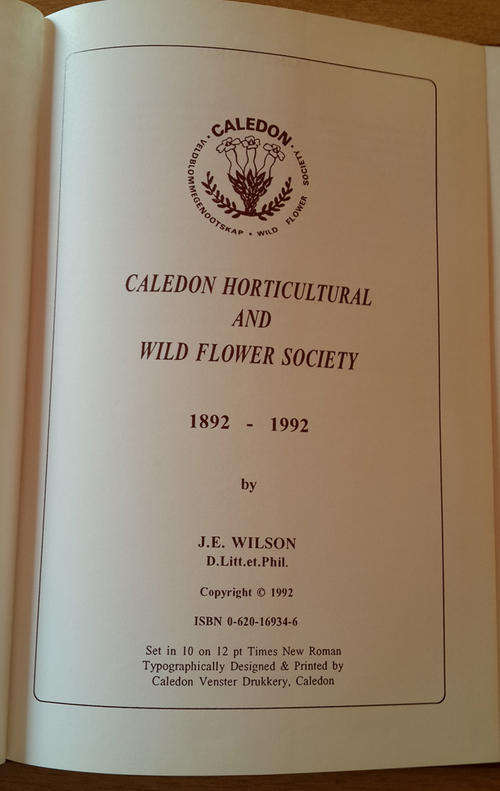 CALEDON
VELDBLOMMEGENOOTSKAP • WILD FLOWER SOCIETY
CALEDON HORTICULTURAL
AND
WILD FLOWER SOCIETY
1892 - 1992
by
J.E. WILSON
D.Litt.et.Phil.
Copyright © 1992
ISBN 0-620-16934-6
Set in 10 on 12 pt Times New Roman
Typographically Designed & Printed by
Caledon Venster Drukkery, Caledon